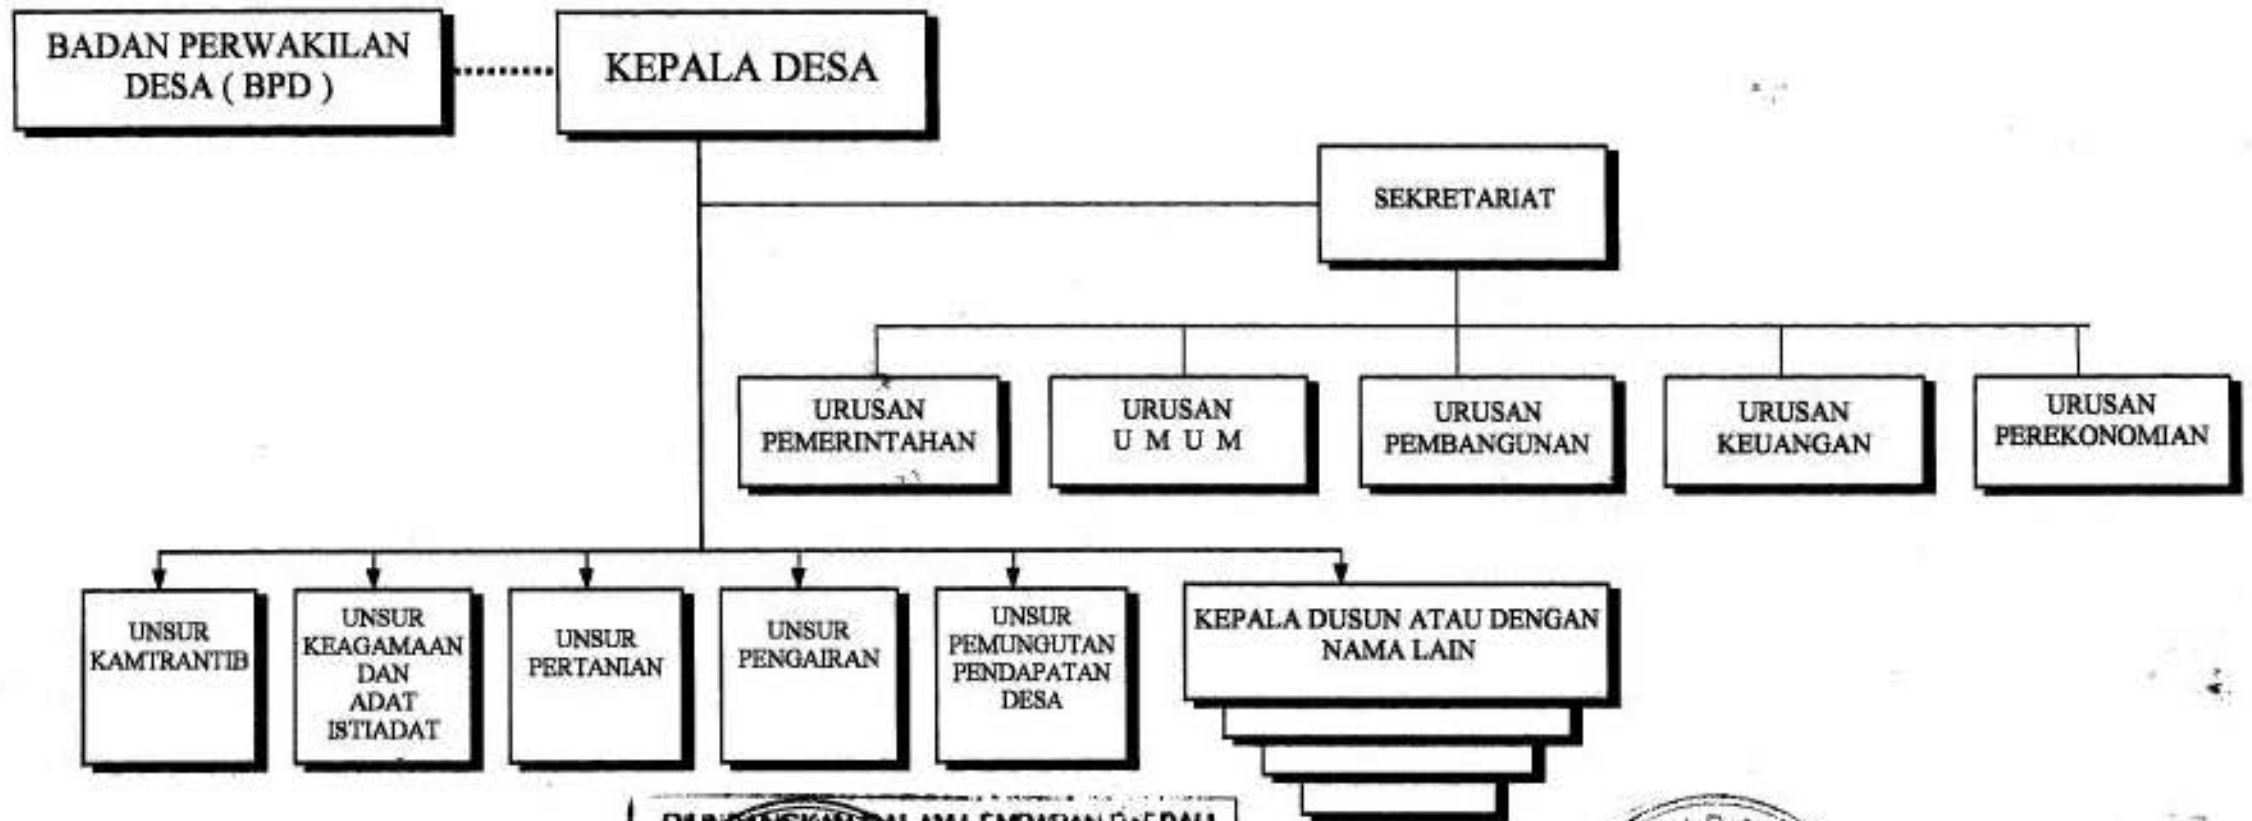 BADAN PERWAKILAN
DESA ( BPD )
KEPALA DESA
SEKRETARIAT
URUSAN
PEMERINTAHAN
URUSAN
U M U M
URUSAN
PEMBANGUNAN
URUSAN
KEUANGAN
URUSAN
PEREKONOMIAN
UNSUR
KAMTRANTIB
UNSUR
KEAGAMAAN
DAN
ADAT
ISTIADAT
UNSUR
PERTANIAN
UNSUR
PENGAIRAN
UNSUR
PEMUNGUTAN
PENDAPATAN
DESA
KEPALA DUSUN ATAU DENGAN
NAMA LAIN